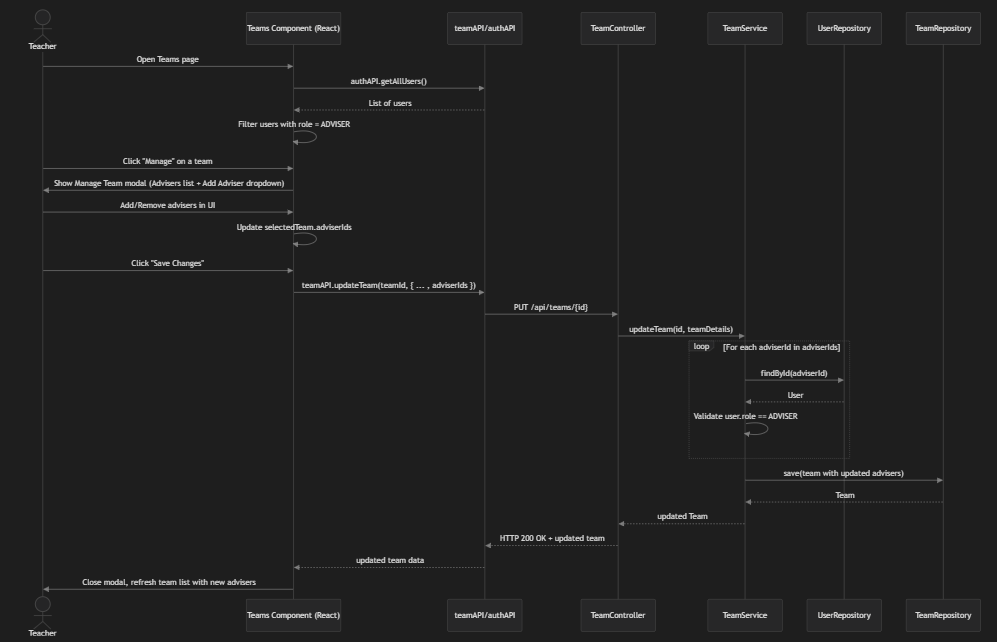 Teacher
Teams Component (React)
teamAPI/authAPI
TeamController
TeamService
UserRepository
TeamRepository
Open Teams page
authAPI.getAllUsers()
List of users
Filter users with role = ADVISER
Click "Manage" on a team
Show Manage Team modal (Advisers list + Add Adviser dropdown)
Add/Remove advisers in UI
Update selectedTeam.adviserIds
Click "Save Changes"
teamAPI.updateTeam(teamId, { ... , adviserIds })
PUT /api/teams/{id}
updateTeam(id, teamDetails)
loop [For each adviserId in adviserIds]
findById(adviserId)
User
Validate user.role == ADVISER
save(team with updated advisers)
Team
updated Team
HTTP 200 OK + updated team
updated team data
Close modal, refresh team list with new advisers
Teacher
Teams Component (React)
teamAPI/authAPI
TeamController
TeamService
UserRepository
TeamRepository